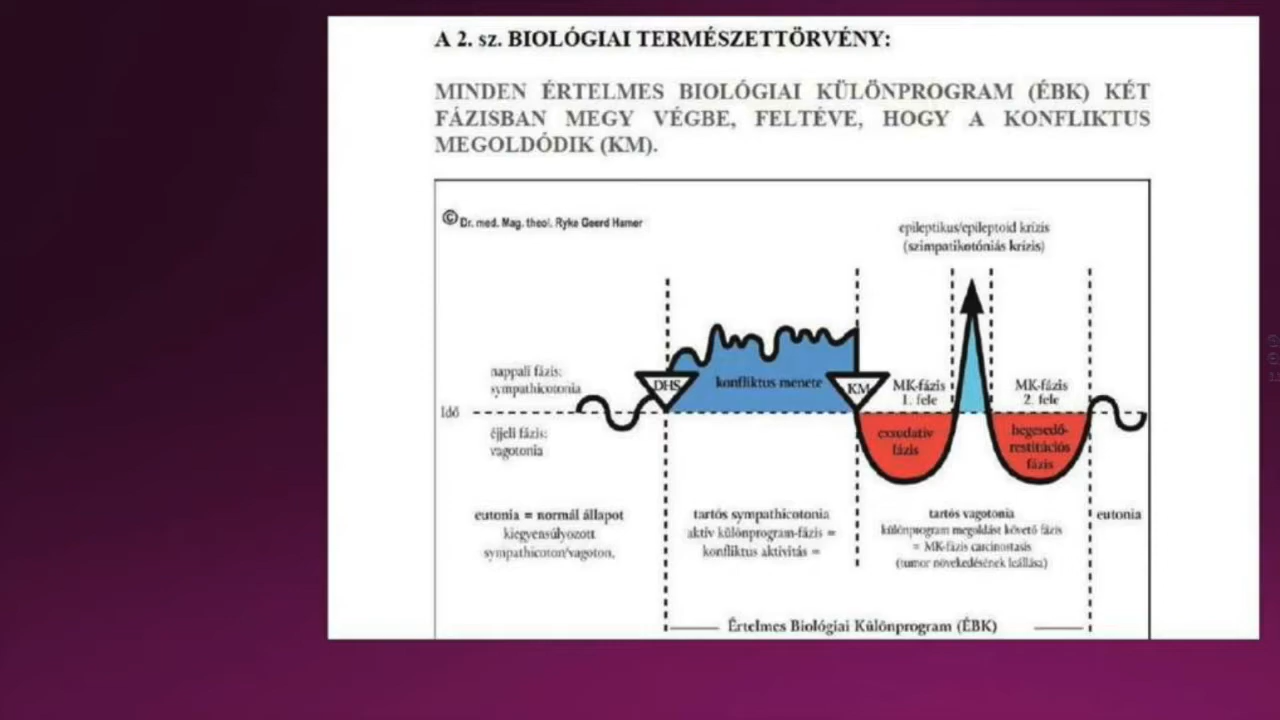 A 2. sz. BIOLÓGIAI TERMÉSZETTÖRVÉNY:
MINDEN ÉRTELMES BIOLÓGIAI KÜLÖNPROGRAM (ÉBK) KÉT
FÁZISBAN MEGY VÉGBE, FELTÉVE, HOGY A KONFLIKTUS
MEGOLDÓDIK (KM).
© Dr. med. Mag. theol. Ryke Geerd Hamer
epileptikus/epileptoid krízis
(szimpatikotóniás krízis)
nappali fázis:
sympathicotonia
DHS
konfliktus menete
KM
MK-fázis
1. fele
MK-fázis
2. fele
Idő
éjjeli fázis:
vagotonia
exsudatív
fázis
hegesedő-
restitációs
fázis
eutonia = normál állapot
kiegyensúlyozott
sympathicoton/vagoton.
tartós sympathicotonia
aktív különprogram-fázis =
konfliktus aktivitás =
tartós vagotonia
különprogram megoldást követő fázis
= MK-fázis carcinostasis
(tumor növekedésének leállása)
eutonia
Értelmes Biológiai Különprogram (ÉBK)